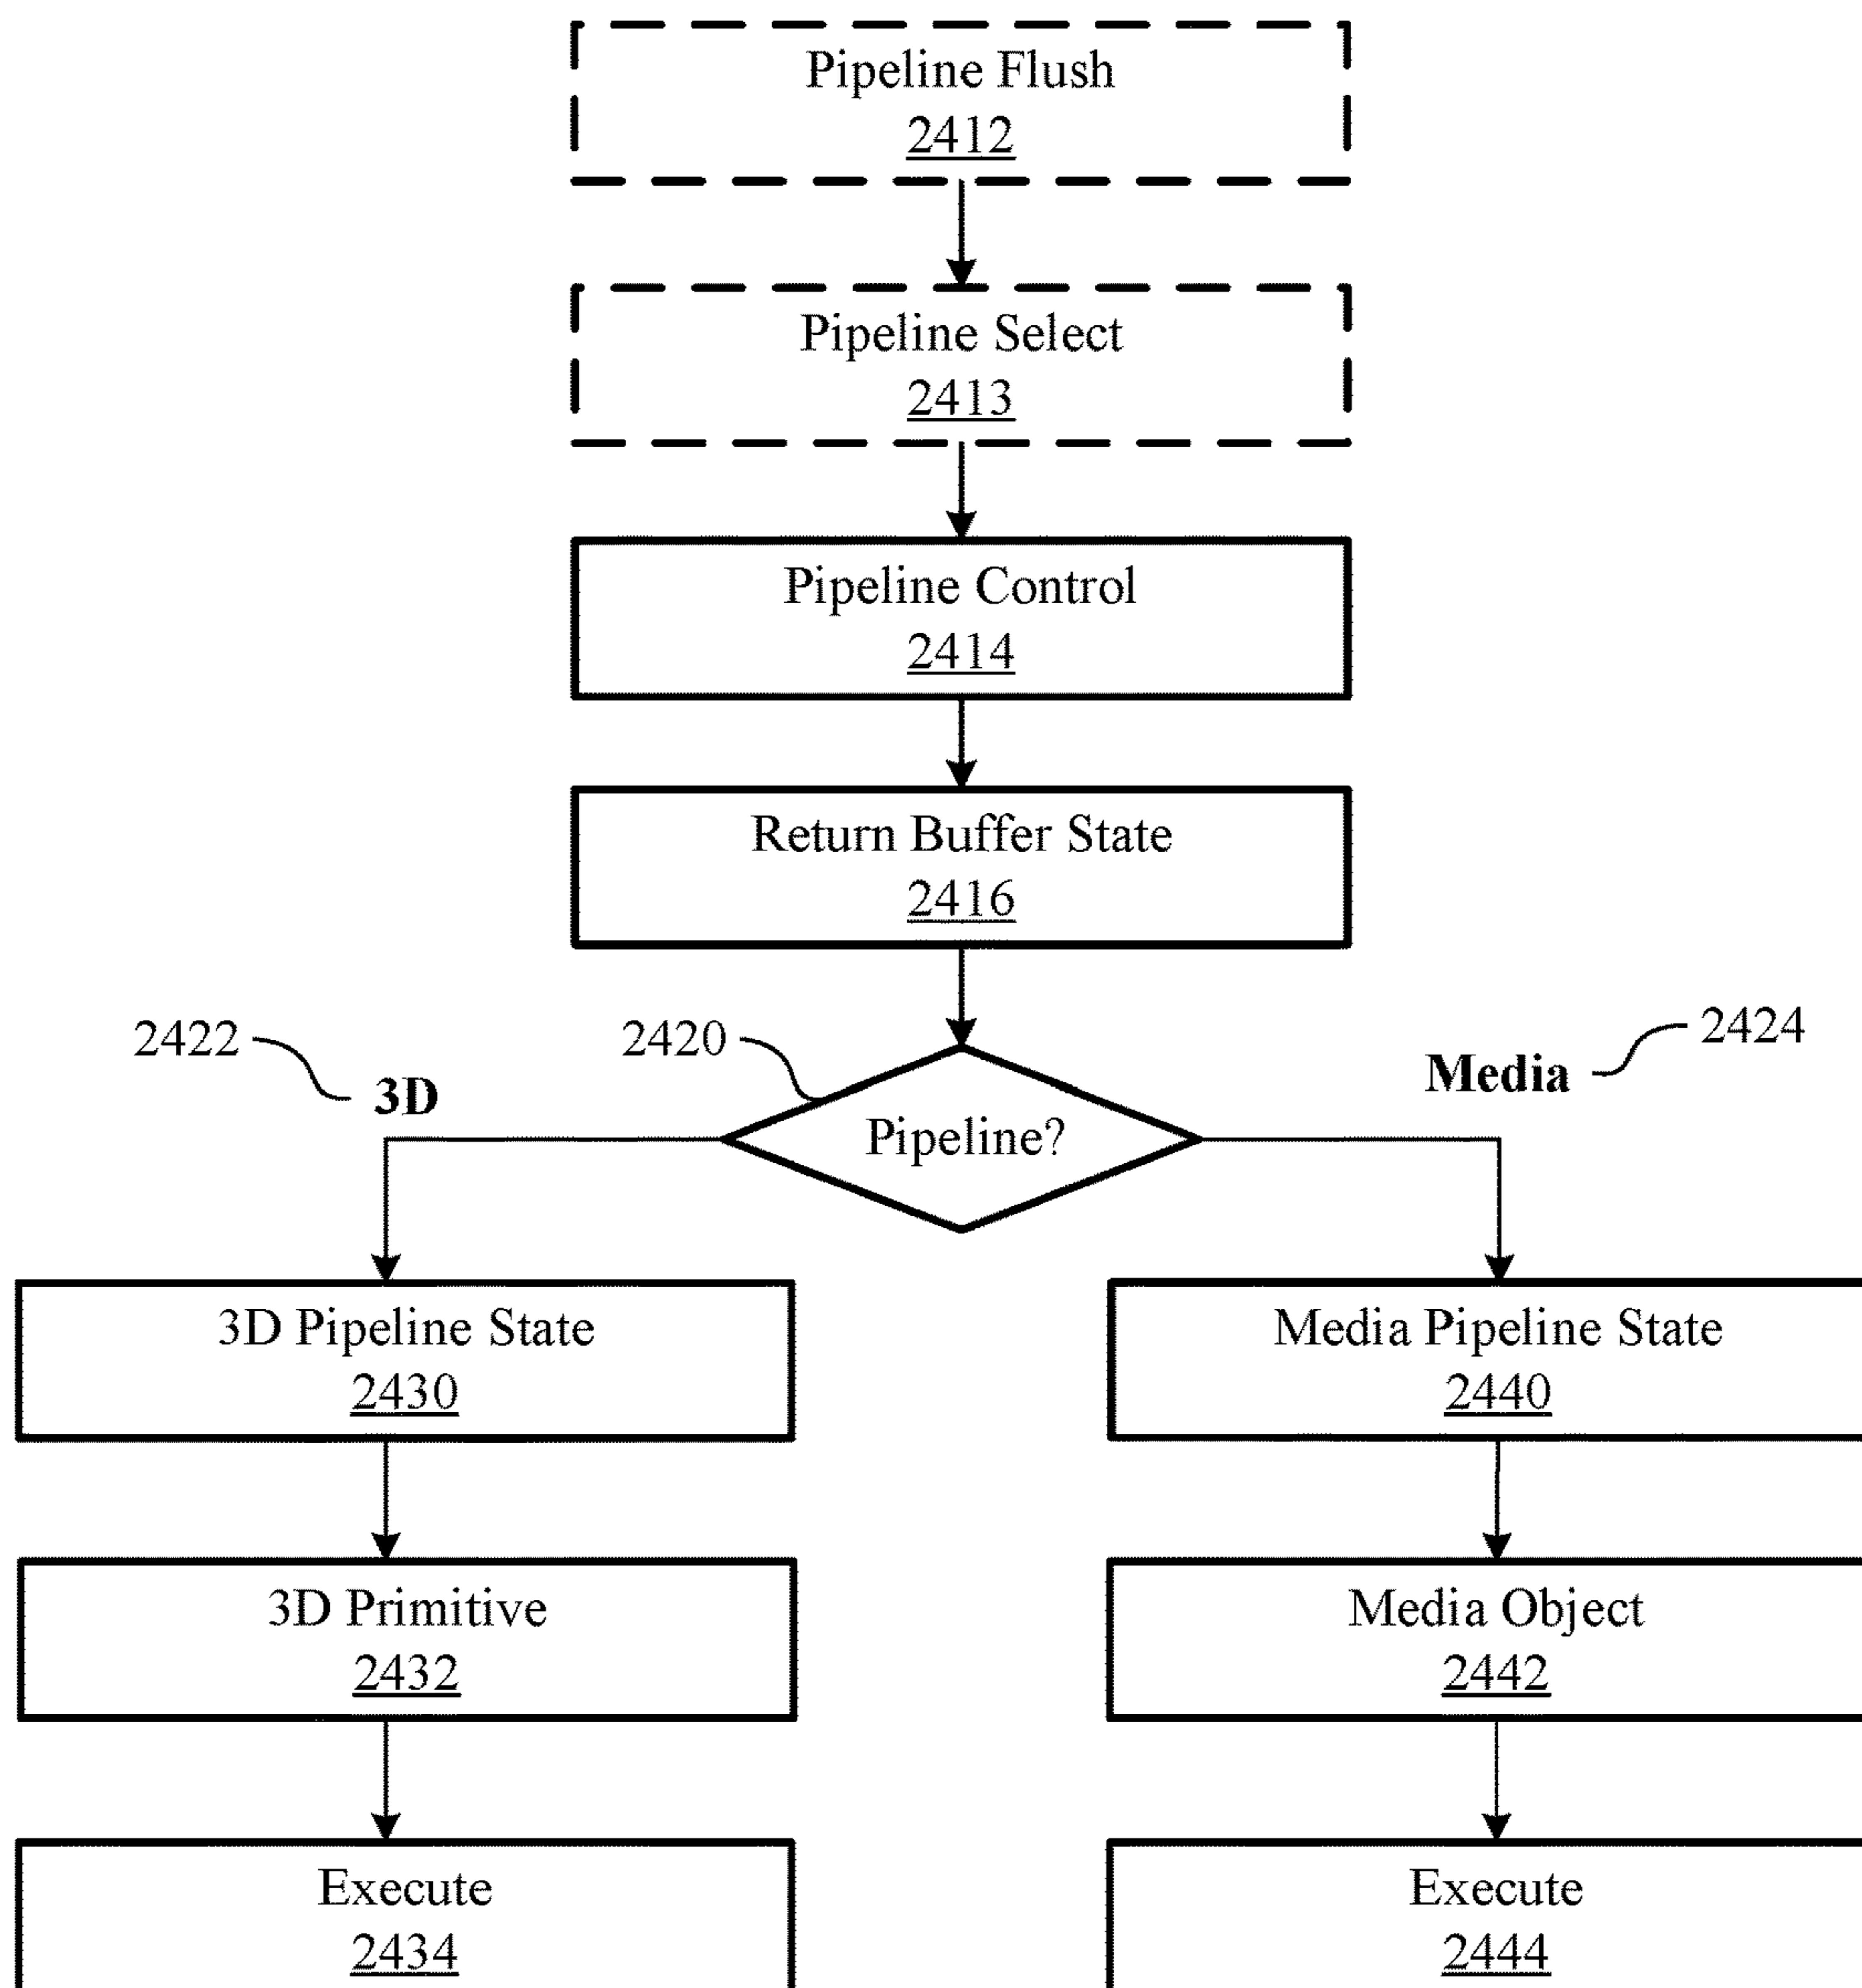 Pipeline Flush
2412
Pipeline Select
2413
Pipeline Control
2414
Return Buffer State
2416
2422
3D
2420
Pipeline?
Media
2424
3D Pipeline State
2430
Media Pipeline State
2440
3D Primitive
2432
Media Object
2442
Execute
2434
Execute
2444